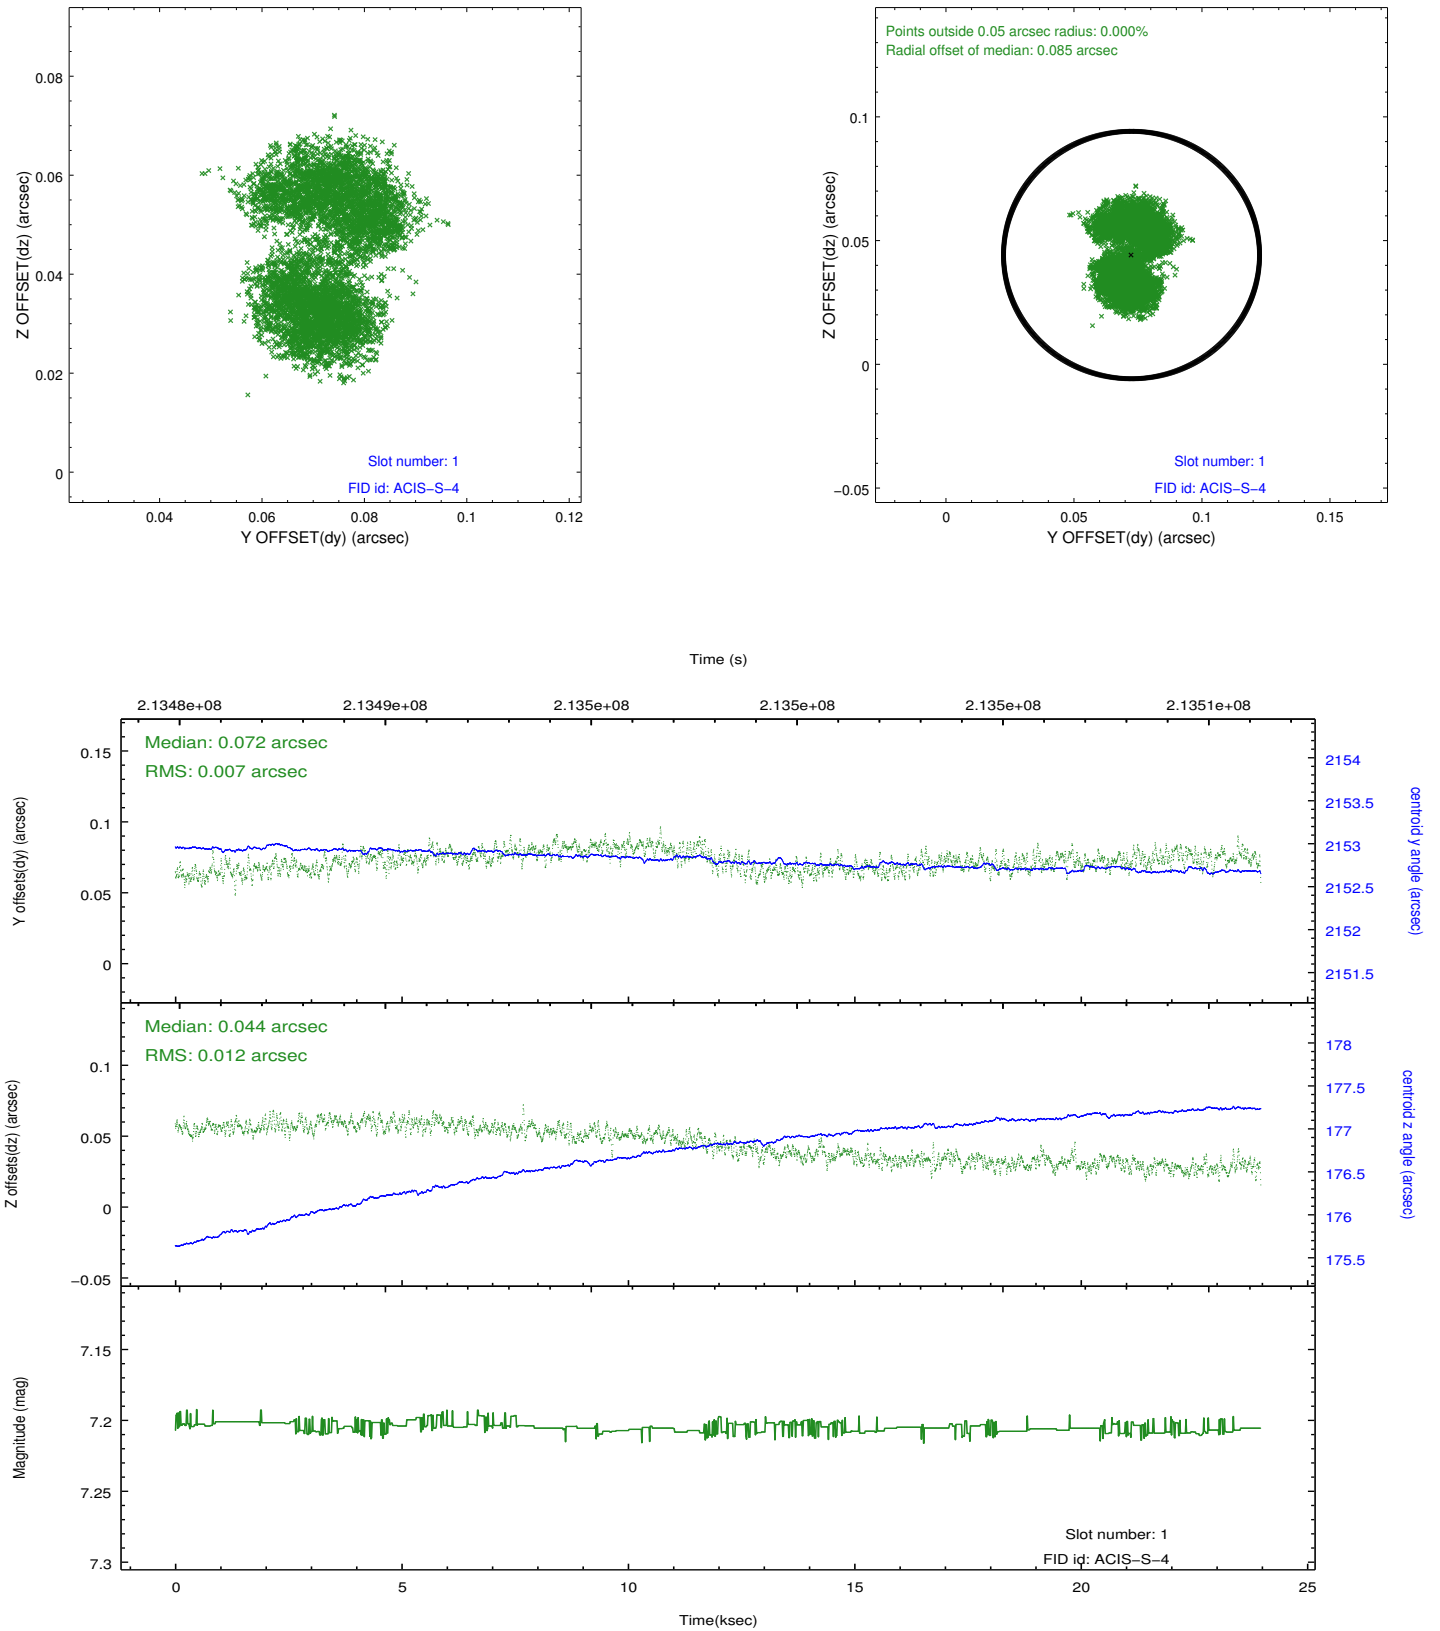 0.08
0.06
0.04
0.02
0
Z OFFSET(dz) (arcsec)
Slot number: 1
FID id: ACIS−S−4
0.04
0.06
0.08
0.1
0.12
Y OFFSET(dy) (arcsec)
Points outside 0.05 arcsec radius: 0.000%
Radial offset of median: 0.085 arcsec
0.1
0.05
0
−0.05
Z OFFSET(dz) (arcsec)
Slot number: 1
FID id: ACIS−S−4
0
0.05
0.1
0.15
Y OFFSET(dy) (arcsec)
Time (s)
2.1348e+08
2.1349e+08
2.135e+08
2.135e+08
2.135e+08
2.1351e+08
Median: 0.072 arcsec
RMS: 0.007 arcsec
0.15
0.1
0.05
0
Y offsets(dy) (arcsec)
2154
2153.5
2153
2152.5
2152
2151.5
centroid y angle (arcsec)
Median: 0.044 arcsec
RMS: 0.012 arcsec
0.1
0.05
0
−0.05
Z offsets(dz) (arcsec)
178
177.5
177
176.5
176
175.5
centroid z angle (arcsec)
7.15
7.2
7.25
7.3
Magnitude (mag)
Slot number: 1
FID id: ACIS−S−4
0
5
10
15
20
25
Time(ksec)